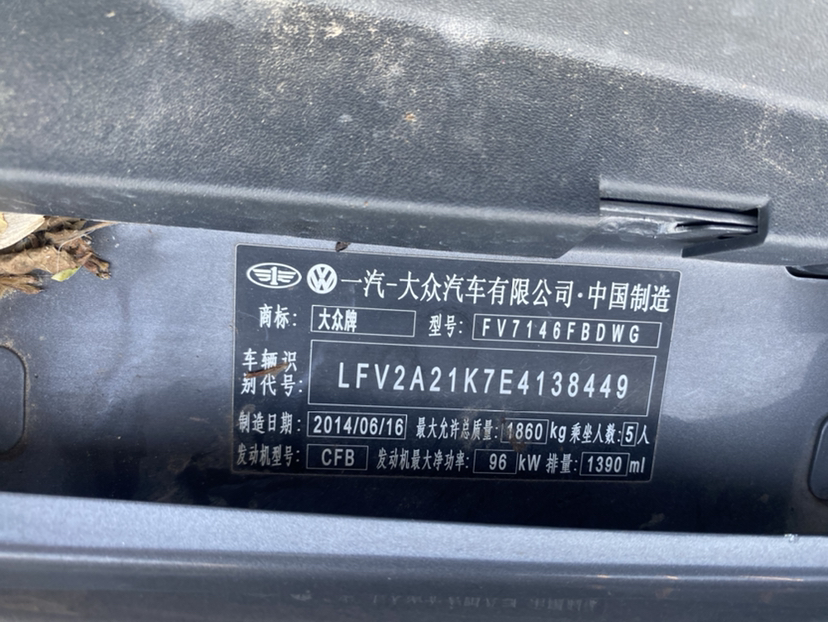 一汽-大众汽车有限公司·中国制造
商标: 大众牌 型号: FV7146FBDWG
车辆识别代号: LFV2A21K7E4138449
制造日期: 2014/06/16 最大允许总质量: 1860 kg 乘坐人数: 5 人
发动机型号: CFB 发动机最大净功率: 96 kW 排量: 1390 ml